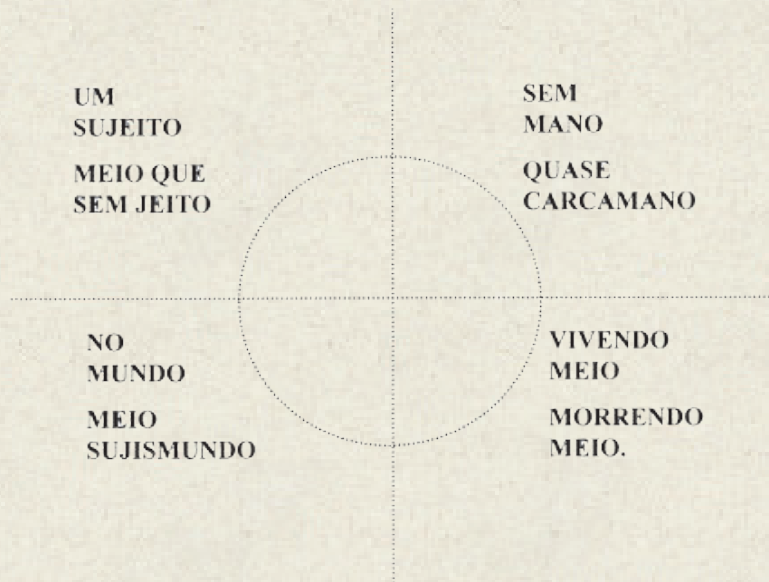 UM
SUJEITO
MEIO QUE
SEM JEITO
SEM
MANO
QUASE
CARCAMANO
NO
MUNDO
MEIO
SUJISMUNDO
VIVENDO
MEIO
MORRENDO
MEIO.